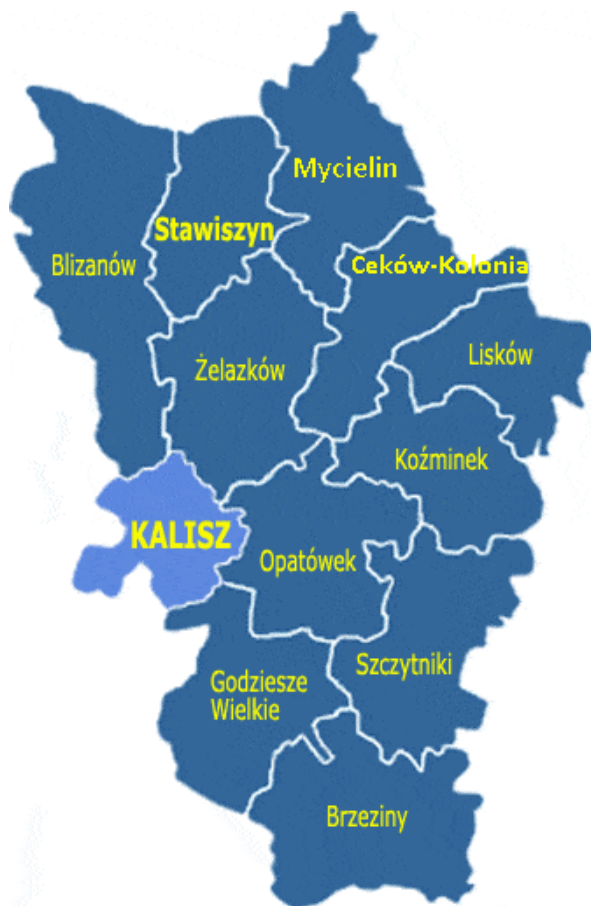 Mycielin
Stawiszyn
Blizanów
Ceków-Kolonia
Lisków
Żelazków
Koźminek
KALISZ
Opatówek
Szczytniki
Godziesze
Wielkie
Brzeziny